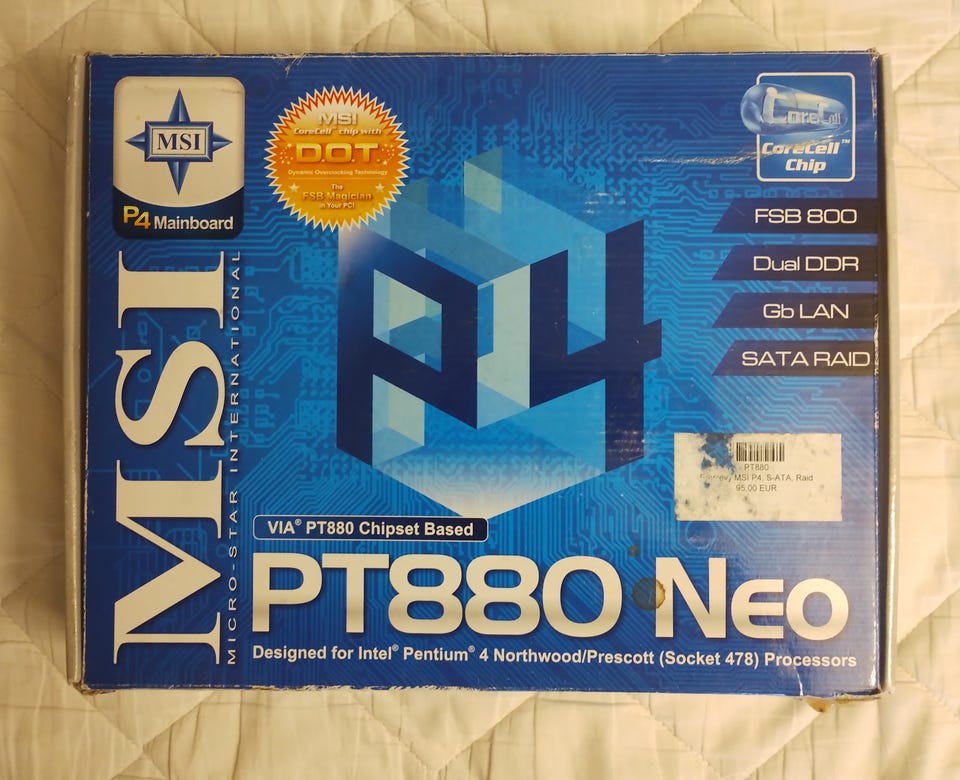 MSI
P4 Mainboard
MSI
CoreCell™ chip with
D.O.T.
Dynamic Overclocking Technology
The
FSB Magician
in Your PC!
CoreCell
CoreCell™
Chip
FSB 800
Dual DDR
Gb LAN
SATA RAID
MSI
MICRO-STAR INTERNATIONAL
P4
PT880
MSI P4, S-ATA, Raid
95,00 EUR
VIA® PT880 Chipset Based
PT880 Neo
Designed for Intel® Pentium® 4 Northwood/Prescott (Socket 478) Processors